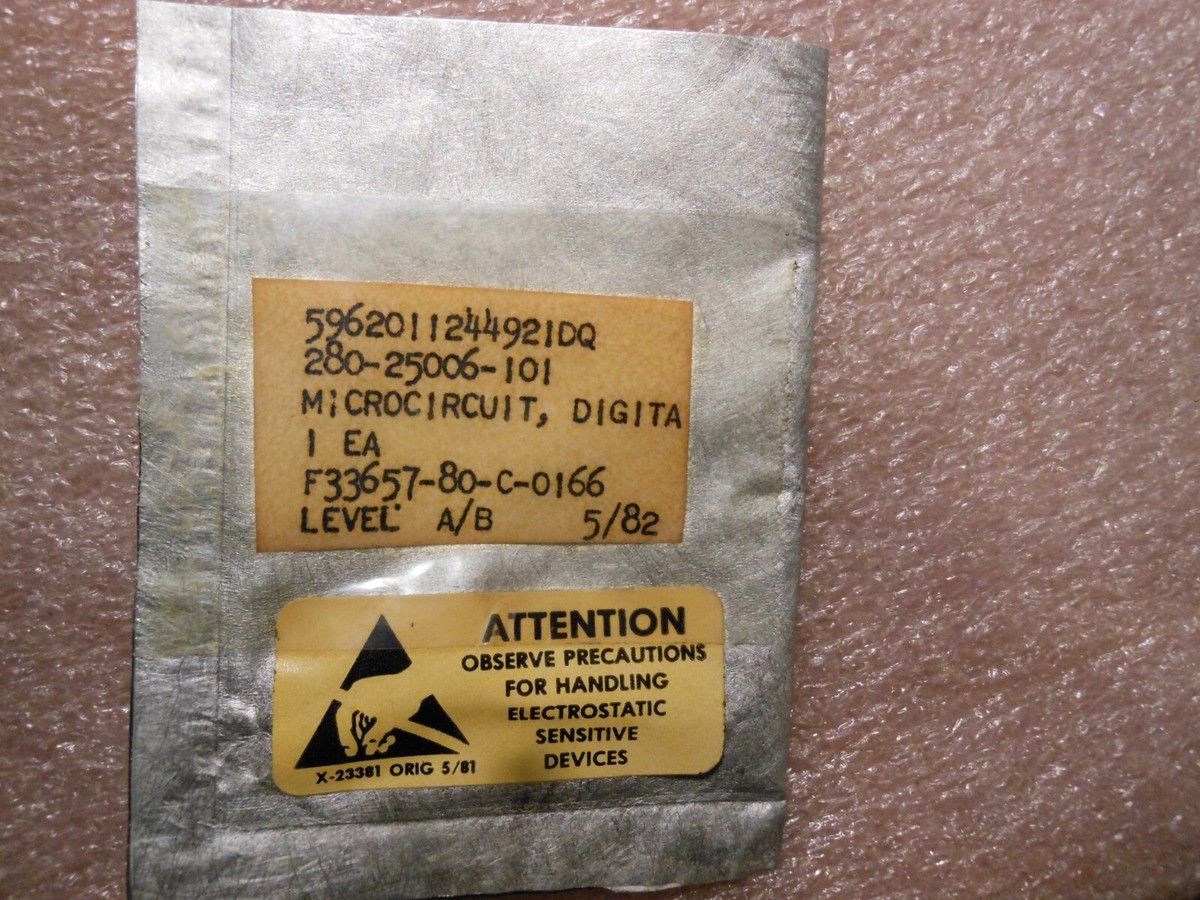 5962011244921DQ
280-25006-101
MICROCIRCUIT, DIGITA
1 EA
F33657-80-C-0166
LEVEL A/B 5/82
ATTENTION
OBSERVE PRECAUTIONS
FOR HANDLING
ELECTROSTATIC
SENSITIVE
DEVICES
X-23381 ORIG 5/81